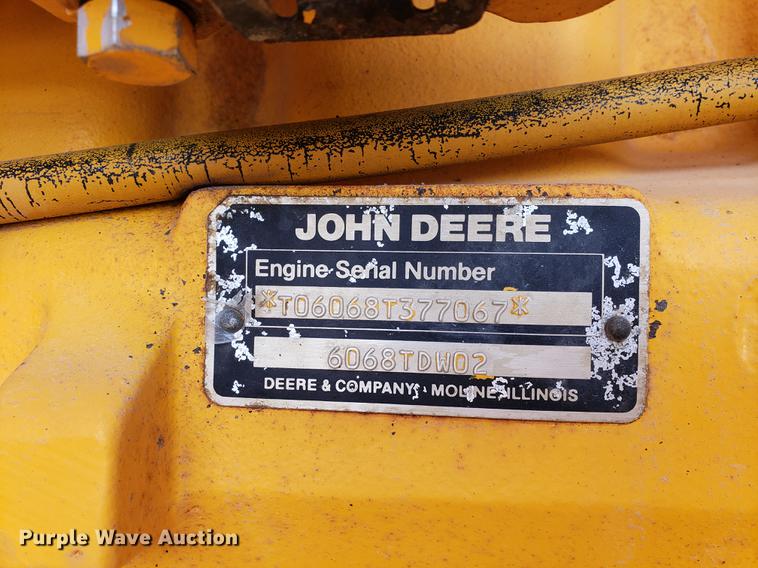 JOHN DEERE
Engine Serial Number
*T06068T377067*
6068TDW02
DEERE & COMPANY, MOLINE, ILLINOIS
Purple Wave Auction